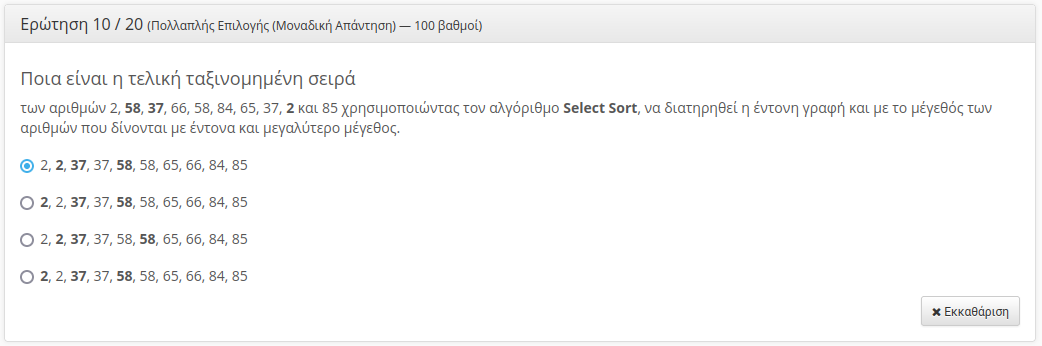 Ερώτηση 10 / 20 (Πολλαπλής Επιλογής (Μοναδική Απάντηση) — 100 βαθμοί)
Ποια είναι η τελική ταξινομημένη σειρά
των αριθμών 2, 58, 37, 66, 58, 84, 65, 37, 2 και 85 χρησιμοποιώντας τον αλγόριθμο Select Sort, να διατηρηθεί η έντονη γραφή και με το μέγεθός των
αριθμών που δίνονται με έντονα και μεγαλύτερο μέγεθος.
2, 2, 37, 37, 58, 58, 65, 66, 84, 85
2, 2, 37, 37, 58, 58, 65, 66, 84, 85
2, 2, 37, 37, 58, 58, 65, 66, 84, 85
2, 2, 37, 37, 58, 58, 65, 66, 84, 85
✖ Εκκαθάριση